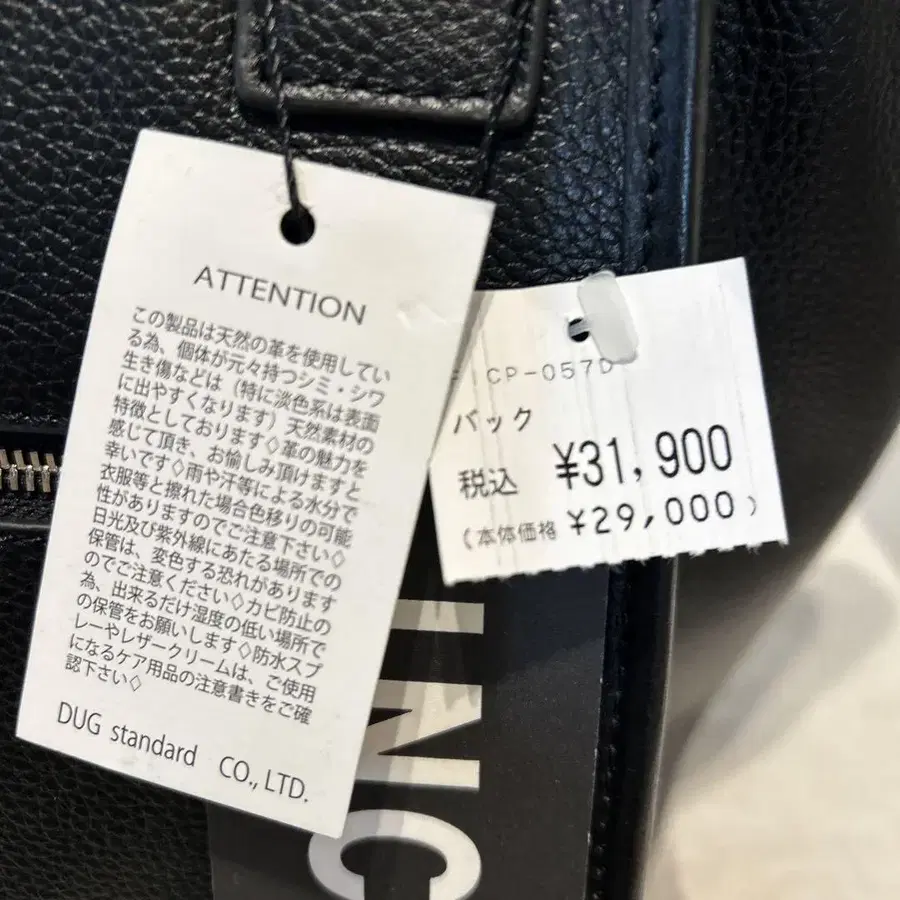 ATTENTION
この製品は天然の革を使用してい
る為、個体が元々持つシミ・シワ
生き傷などは（特に淡色系は表面
に出やすくなります）天然素材の
特徴としております◇革の魅力を
感じて頂き、お愉しみ頂けますと
幸いです◇雨や汗等による水分で
衣服等と擦れた場合色移りの可能
性がありますのでご注意下さい◇
日光及び紫外線にあたる場所での
保管は、変色する恐れがあります
のでご注意ください◇カビ防止の
為、出来るだけ湿度の低い場所で
の保管をお願いします◇防水スプ
レーやレザークリームは、ご使用
になるケア用品の注意書きをご確
認下さい◇
DUG standard CO., LTD.
CP-057D
バック
税込 ¥31,900
(本体価格 ¥29,000)
INC